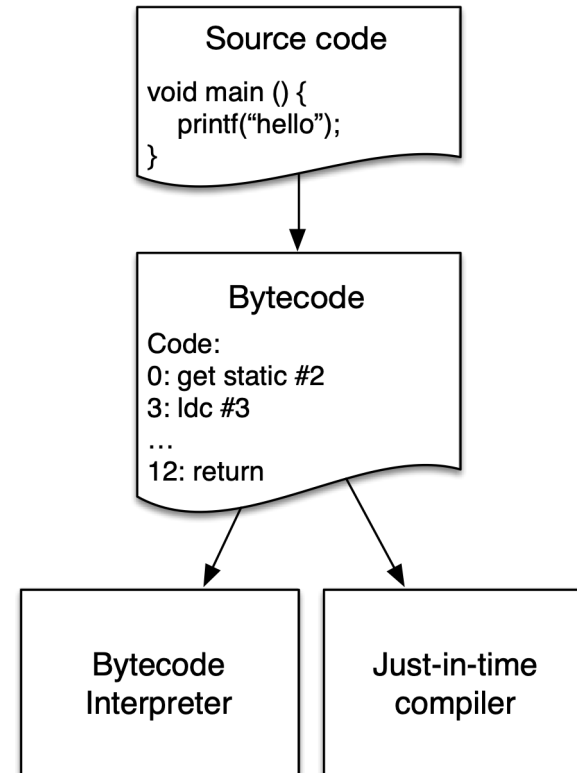 Source code
void main () {
printf(“hello”);
}
Bytecode
Code:
0: get static #2
3: ldc #3
…
12: return
Bytecode
Interpreter
Just-in-time
compiler